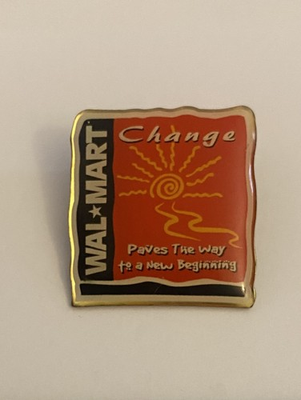 WAL★MART
Change
Paves The Way
to a New Beginning